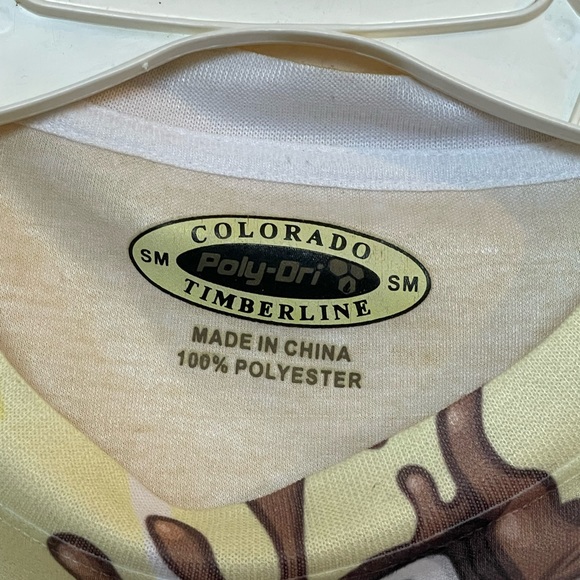 COLORADO
SM Poly-Dri SM
TIMBERLINE
MADE IN CHINA
100% POLYESTER